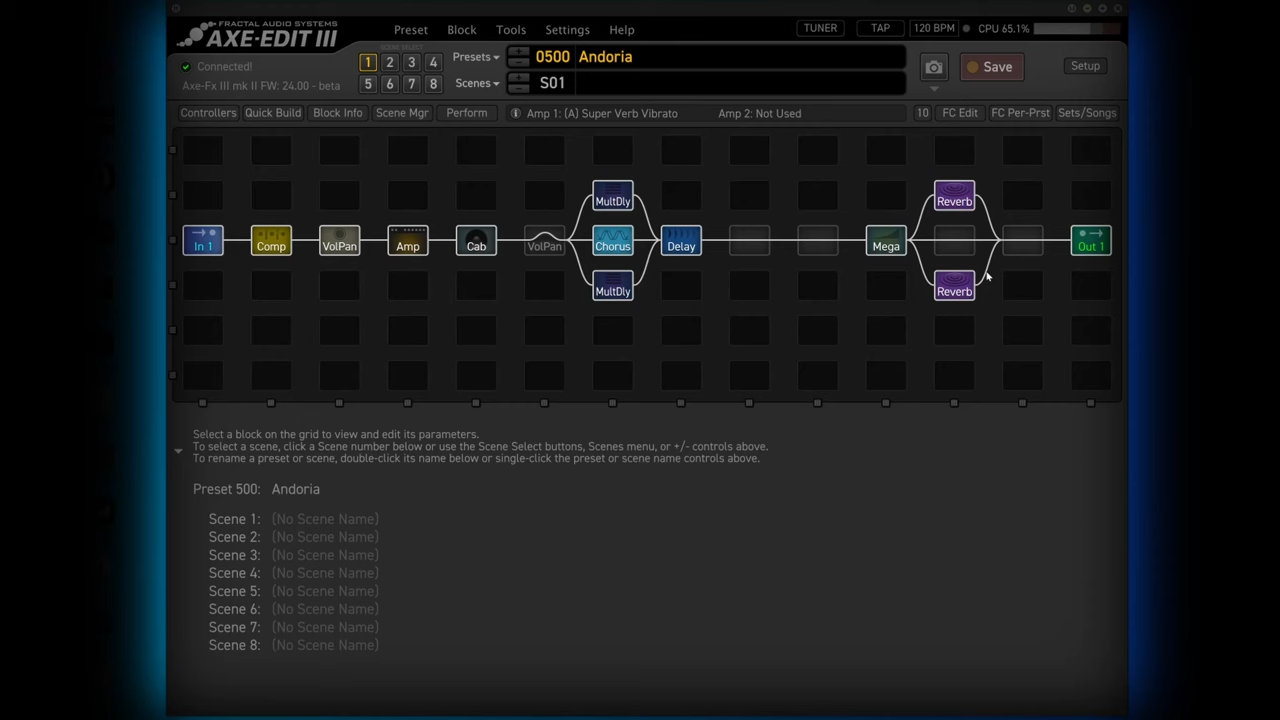 FRACTAL AUDIO SYSTEMS
AXE-EDIT III
Preset Block Tools Settings Help
TUNER TAP 120 BPM CPU 65.1%
SCENE SELECT
1 2 3 4
5 6 7 8
Presets 0500 Andoria
Scenes S01
Save Setup
Connected!
Axe-Fx III mk II FW: 24.00 - beta
Controllers Quick Build Block Info Scene Mgr Perform Amp 1: (A) Super Verb Vibrato Amp 2: Not Used 10 FC Edit FC Per-Prst Sets/Songs
MultDly Reverb
In 1 Comp VolPan Amp Cab VolPan Chorus Delay Mega Out 1
MultDly Reverb
Select a block on the grid to view and edit its parameters.
To select a scene, click a Scene number below or use the Scene Select buttons, Scenes menu, or +/- controls above.
To rename a preset or scene, double-click its name below or single-click the preset or scene name controls above.
Preset 500: Andoria
Scene 1: (No Scene Name)
Scene 2: (No Scene Name)
Scene 3: (No Scene Name)
Scene 4: (No Scene Name)
Scene 5: (No Scene Name)
Scene 6: (No Scene Name)
Scene 7: (No Scene Name)
Scene 8: (No Scene Name)